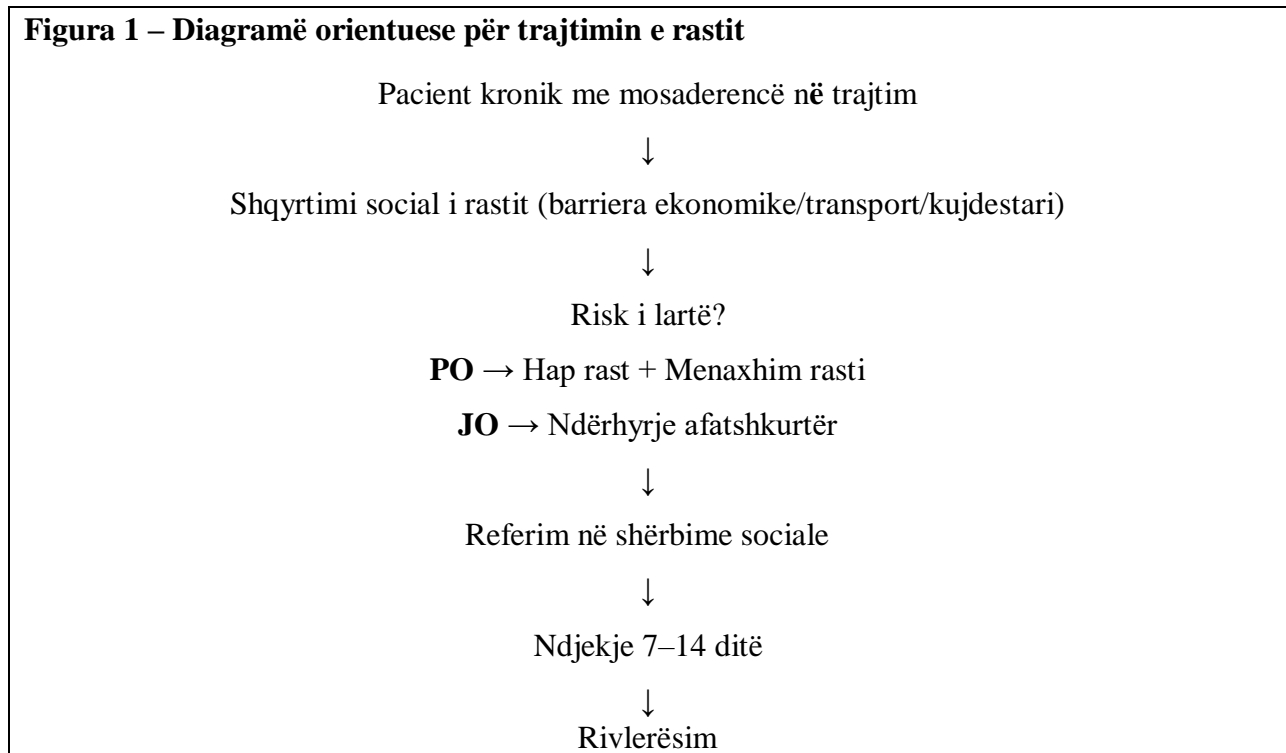 Figura 1 – Diagramë orientuese për trajtimin e rastit
Pacient kronik me mosaderencë në trajtim
↓
Shqyrtimi social i rastit (barriera ekonomike/transport/kujdestari)
↓
Risk i lartë?
PO → Hap rast + Menaxhim rasti
JO → Ndërhyrje afatshkurtër
↓
Referim në shërbime sociale
↓
Ndjekje 7–14 ditë
↓
Rivlerësim